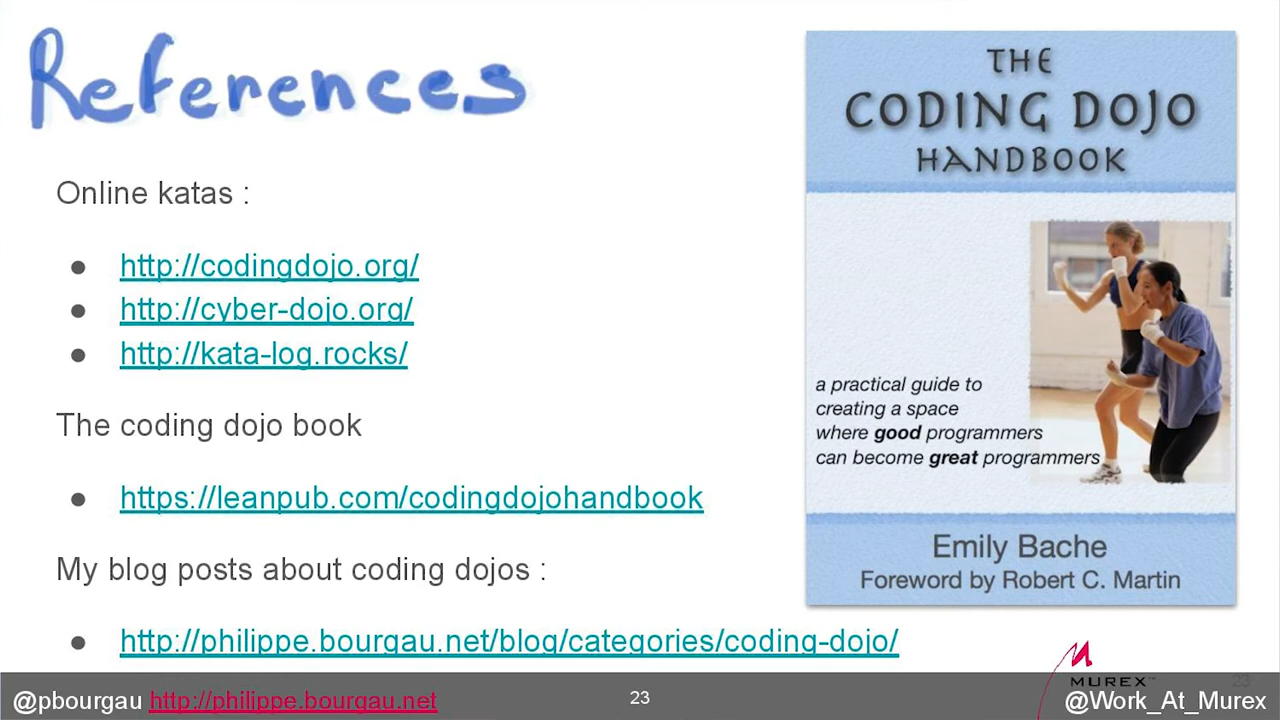 References
Online katas :
● http://codingdojo.org/
● http://cyber-dojo.org/
● http://kata-log.rocks/
The coding dojo book
● https://leanpub.com/codingdojohandbook
My blog posts about coding dojos :
● http://philippe.bourgau.net/blog/categories/coding-dojo/
THE
CODING DOJO
HANDBOOK
a practical guide to
creating a space
where good programmers
can become great programmers
Emily Bache
Foreword by Robert C. Martin
MUREX™
23
@pbourgau http://philippe.bourgau.net
23
@Work_At_Murex